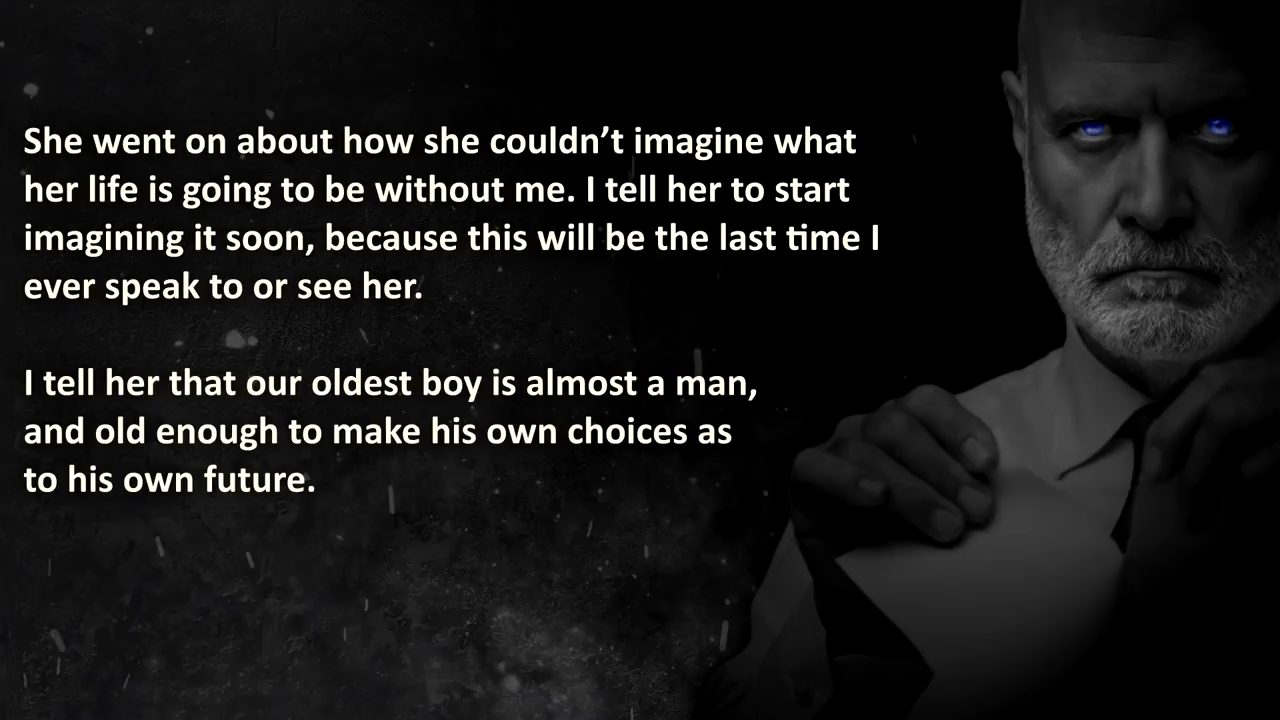 She went on about how she couldn’t imagine what
her life is going to be without me. I tell her to start
imagining it soon, because this will be the last time I
ever speak to or see her.
I tell her that our oldest boy is almost a man,
and old enough to make his own choices as
to his own future.